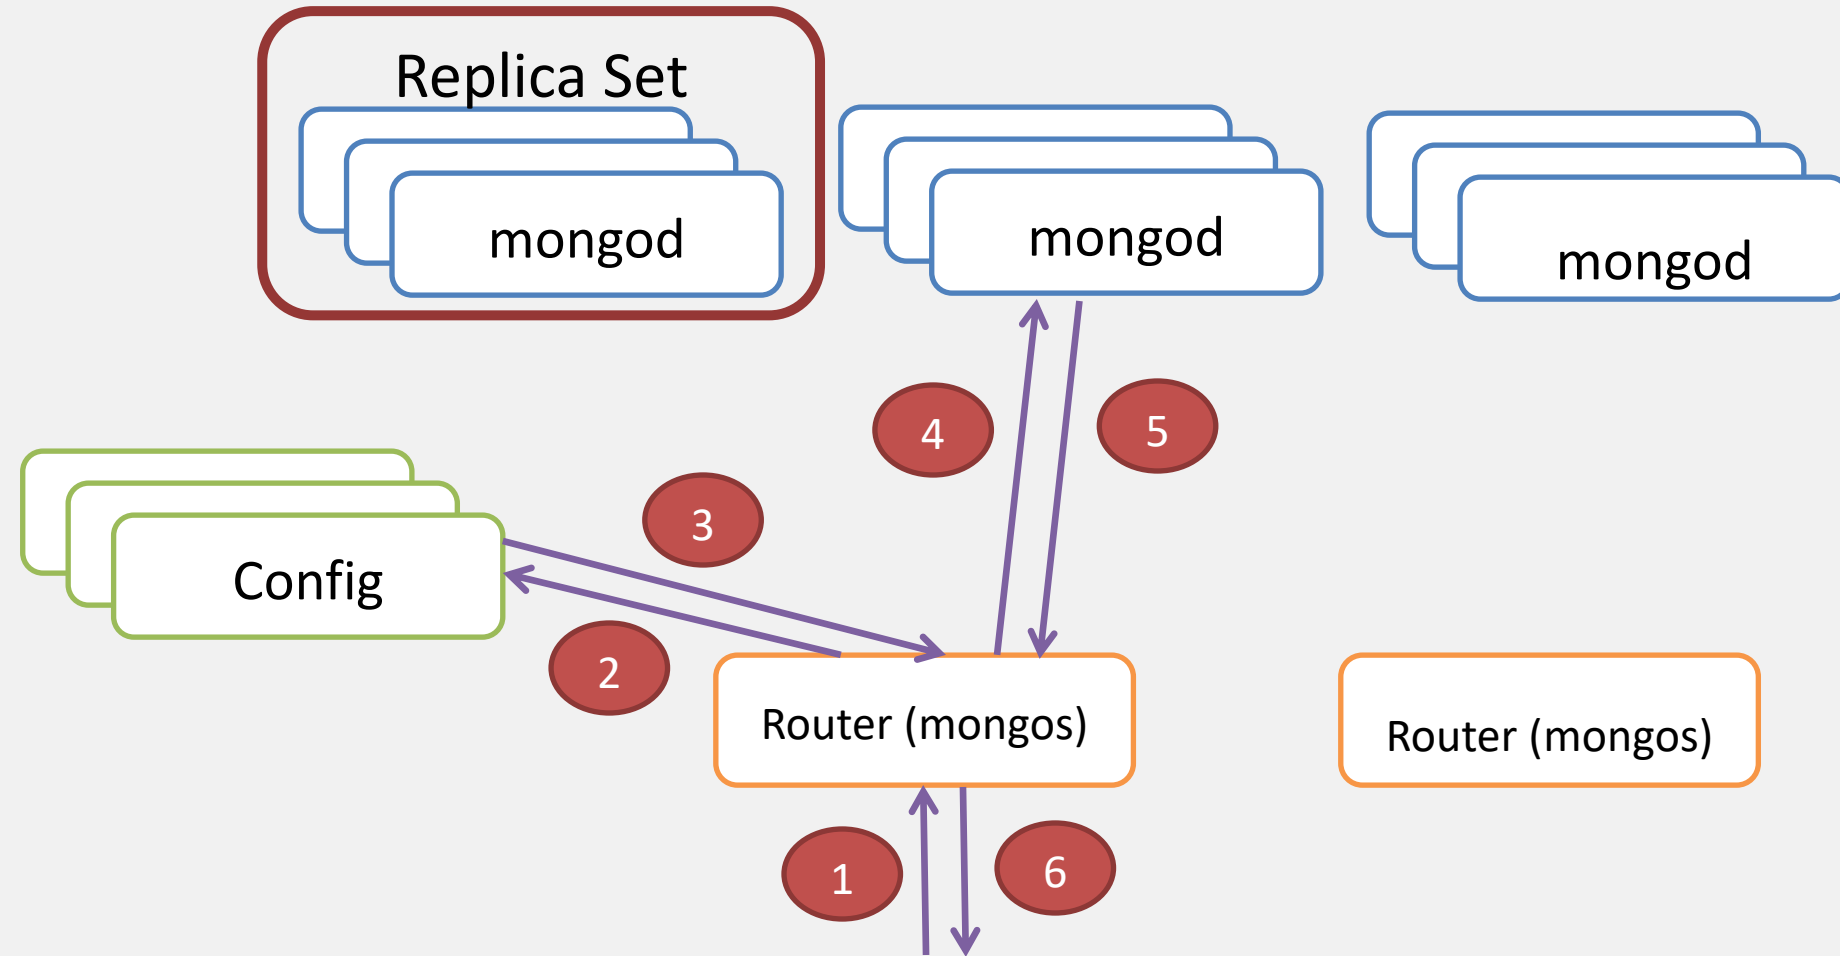 Replica Set
mongod
mongod
mongod
4
5
3
Config
2
Router (mongos)
Router (mongos)
1
6